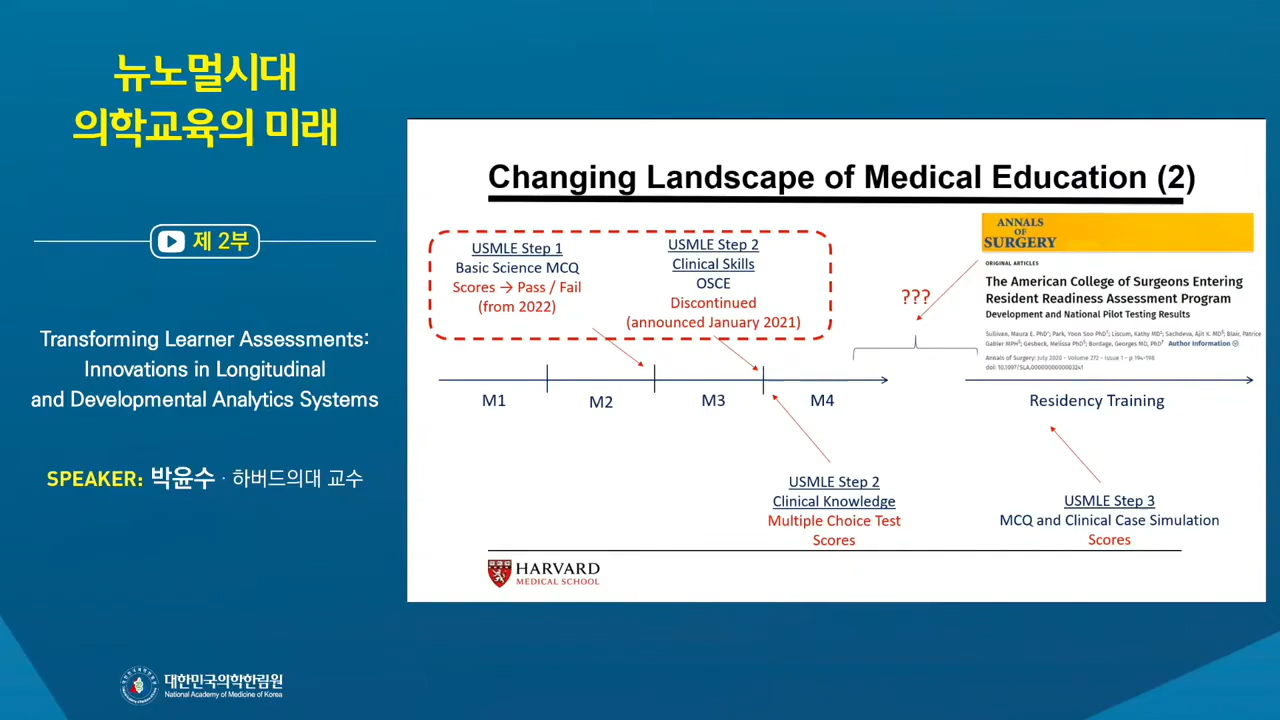 뉴노멀시대
의학교육의 미래
제 2부
Transforming Learner Assessments:
Innovations in Longitudinal
and Developmental Analytics Systems
SPEAKER: 박윤수 · 하버드의대 교수
대한민국의학한림원
National Academy of Medicine of Korea
Changing Landscape of Medical Education (2)
USMLE Step 1
Basic Science MCQ
Scores → Pass / Fail
(from 2022)
USMLE Step 2
Clinical Skills
OSCE
Discontinued
(announced January 2021)
???
ANNALS
OF
SURGERY
ORIGINAL ARTICLES
The American College of Surgeons Entering
Resident Readiness Assessment Program
Development and National Pilot Testing Results
Sullivan, Maura E. PhD*; Park, Yoon Soo PhD†; Liscum, Kathy MD‡; Sachdeva, Ajit K. MD§; Blair, Patrice
Gabler MPH§; Gesbeck, Melissa PhD§; Bordage, Georges MD, PhD† Author Information
Annals of Surgery: July 2020 - Volume 272 - Issue 1 - p 194-198
doi: 10.1097/SLA.0000000000003241
M1
M2
M3
M4
Residency Training
USMLE Step 2
Clinical Knowledge
Multiple Choice Test
Scores
USMLE Step 3
MCQ and Clinical Case Simulation
Scores
HARVARD
MEDICAL SCHOOL